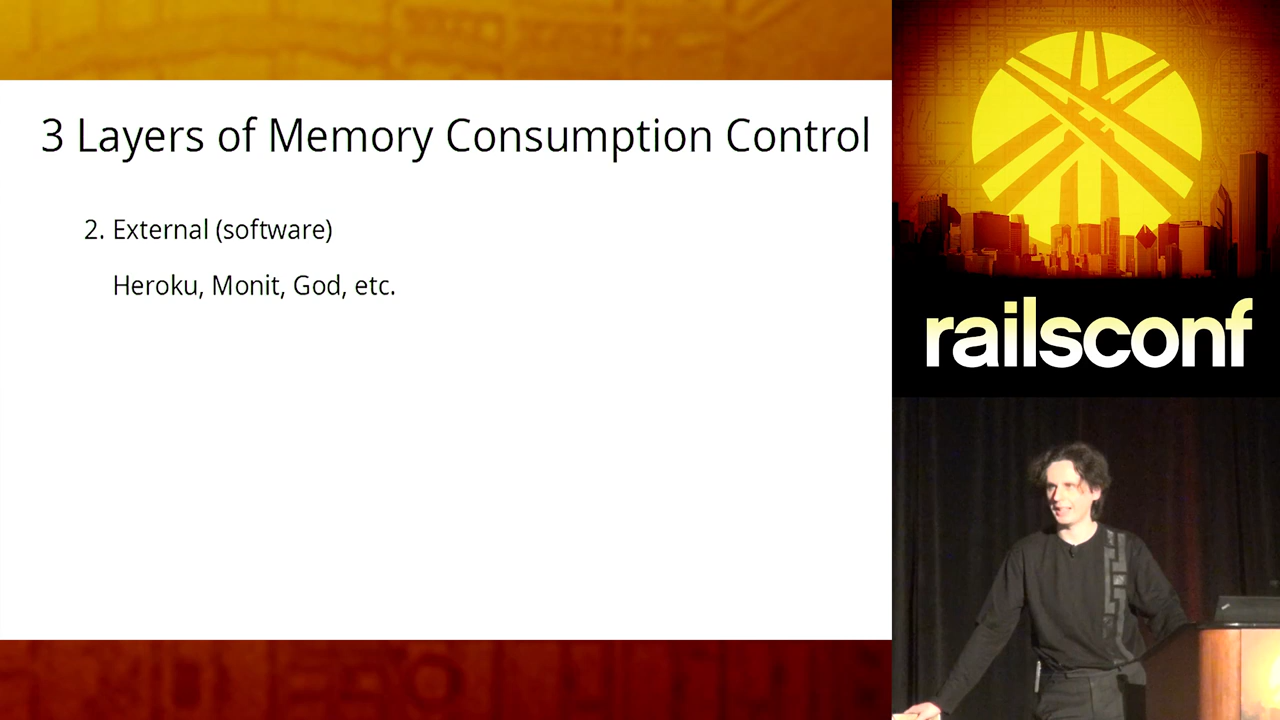 3 Layers of Memory Consumption Control
2. External (software)
Heroku, Monit, God, etc.
railsconf